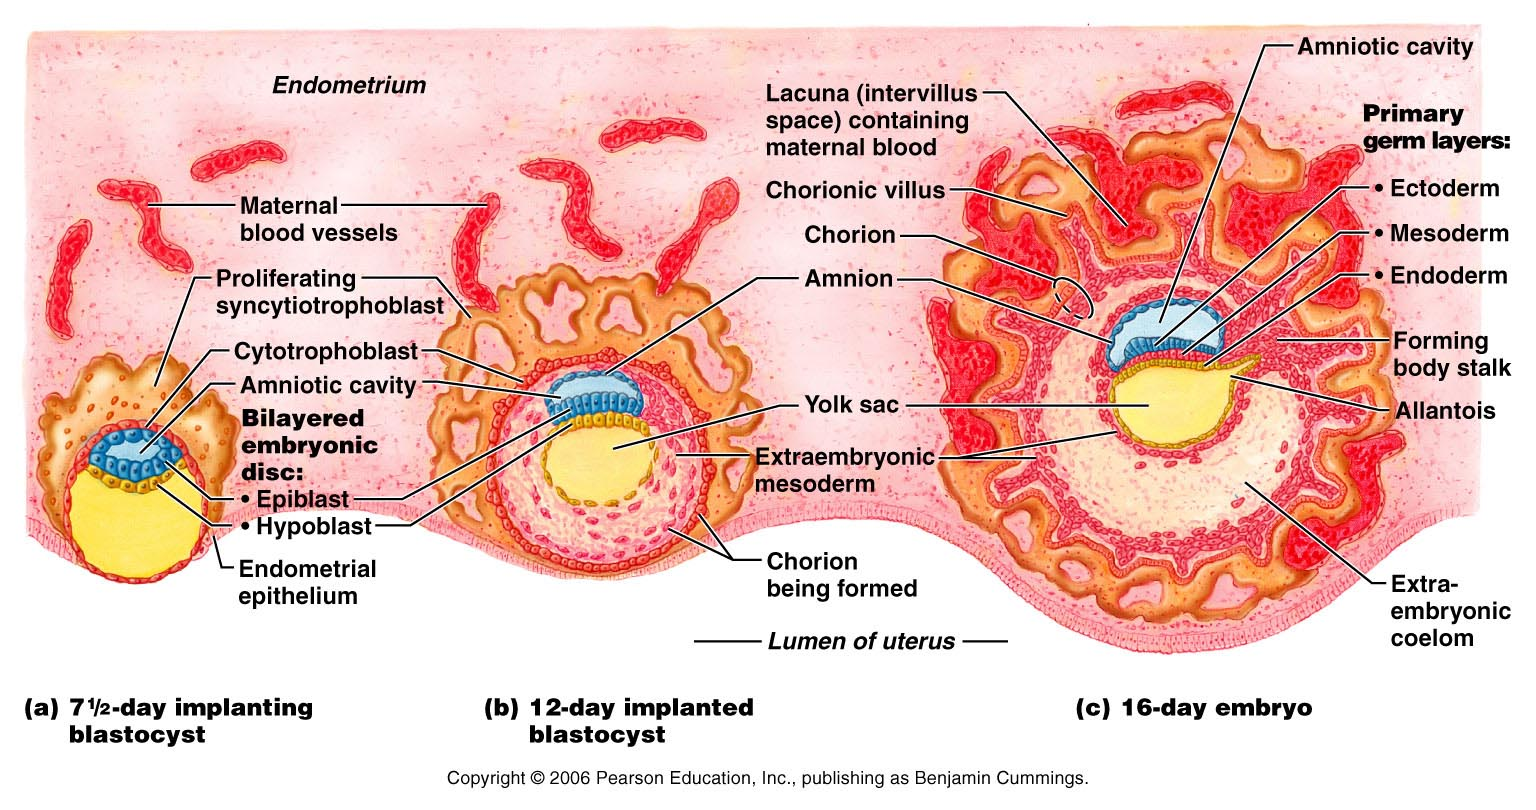 Endometrium
Maternal
blood vessels
Proliferating
syncytiotrophoblast
Cytotrophoblast
Amniotic cavity
Bilayered
embryonic
disc:
• Epiblast
• Hypoblast
Endometrial
epithelium
Lacuna (intervillus
space) containing
maternal blood
Chorionic villus
Chorion
Amnion
Yolk sac
Extraembryonic
mesoderm
Chorion
being formed
Lumen of uterus
Amniotic cavity
Primary
germ layers:
• Ectoderm
• Mesoderm
• Endoderm
Forming
body stalk
Allantois
Extra-
embryonic
coelom
(a) 7 1/2-day implanting
blastocyst
(b) 12-day implanted
blastocyst
(c) 16-day embryo
Copyright © 2006 Pearson Education, Inc., publishing as Benjamin Cummings.